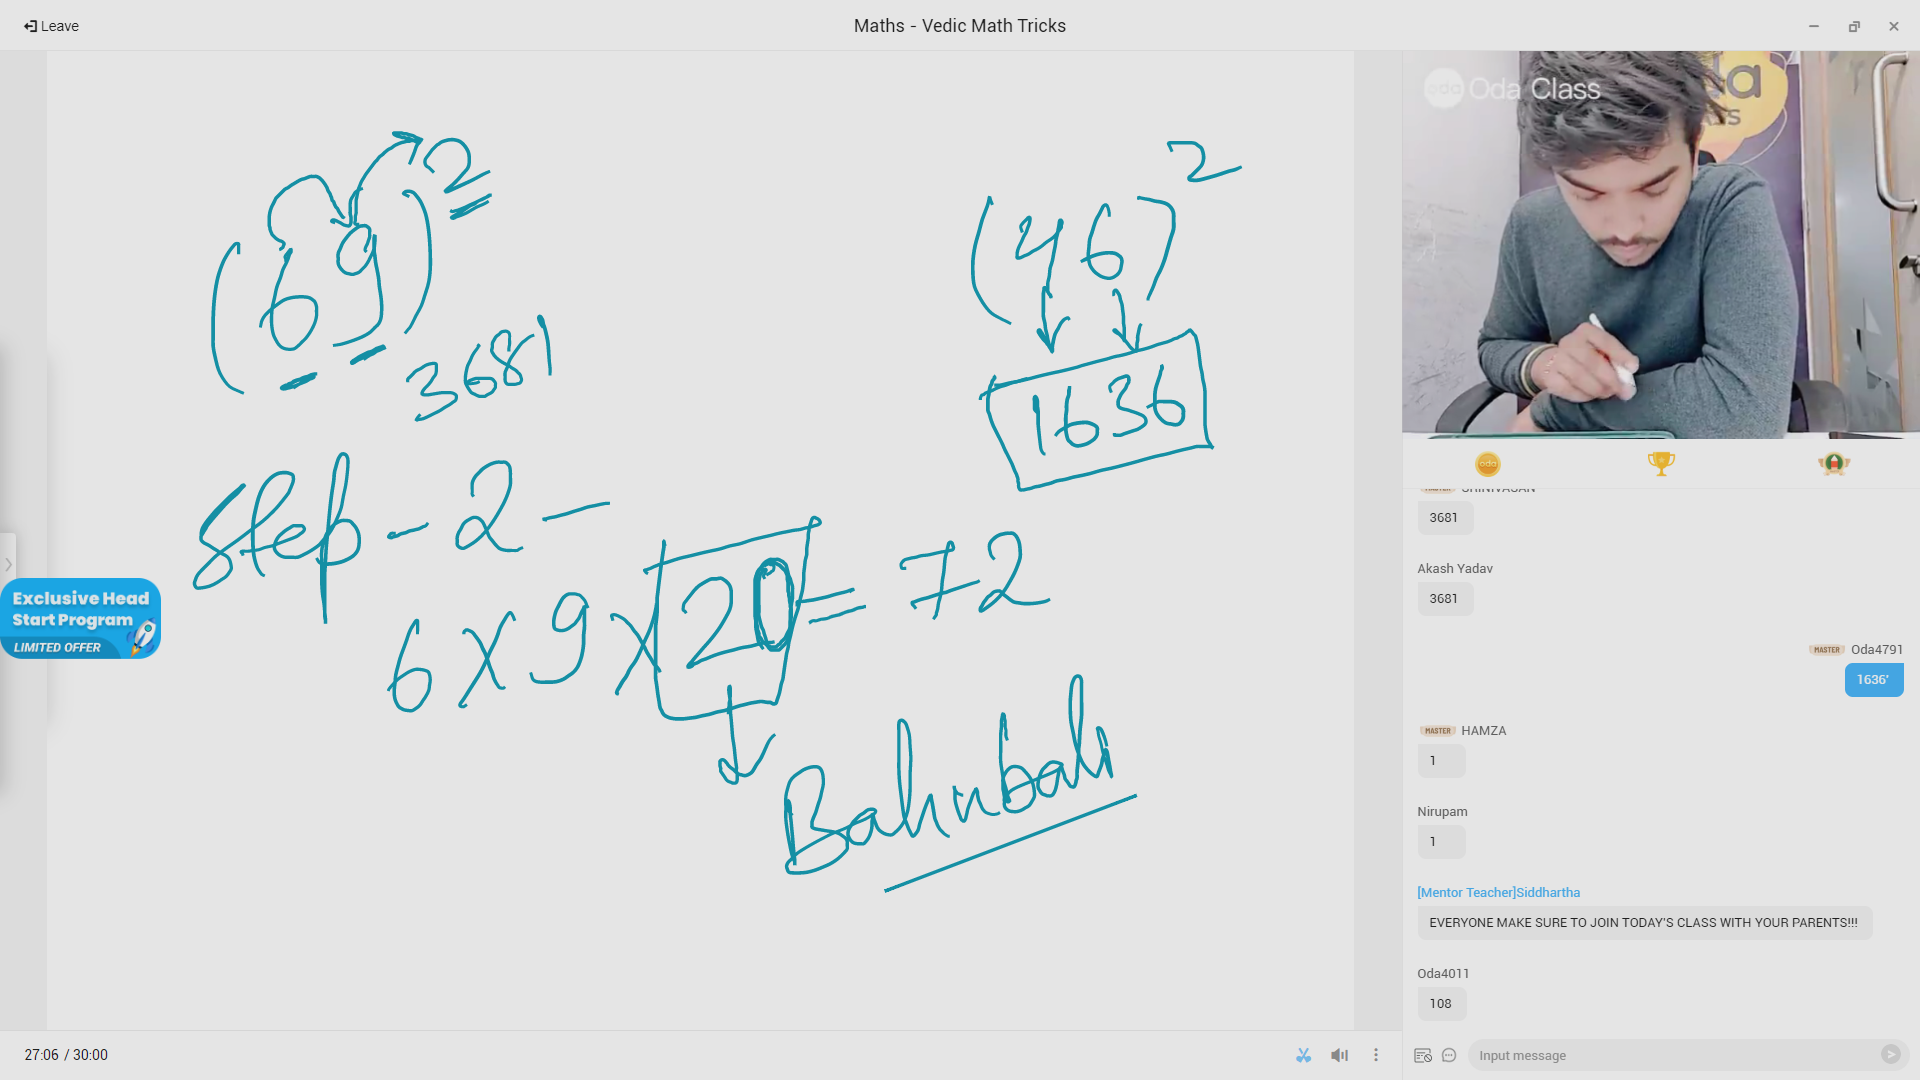 Leave
Maths - Vedic Math Tricks
(69)²
3681
(46)²
1636
Step - 2 -
6 x 9 x 20 = 72
Bahubali
Exclusive Head
Start Program
LIMITED OFFER
27:06 / 30:00
oda Oda Class
oda
SHRINIVASAN
3681
Akash Yadav
3681
MASTER Oda4791
1636'
MASTER HAMZA
1
Nirupam
1
[Mentor Teacher]Siddhartha
EVERYONE MAKE SURE TO JOIN TODAY'S CLASS WITH YOUR PARENTS!!!
Oda4011
108
Input message